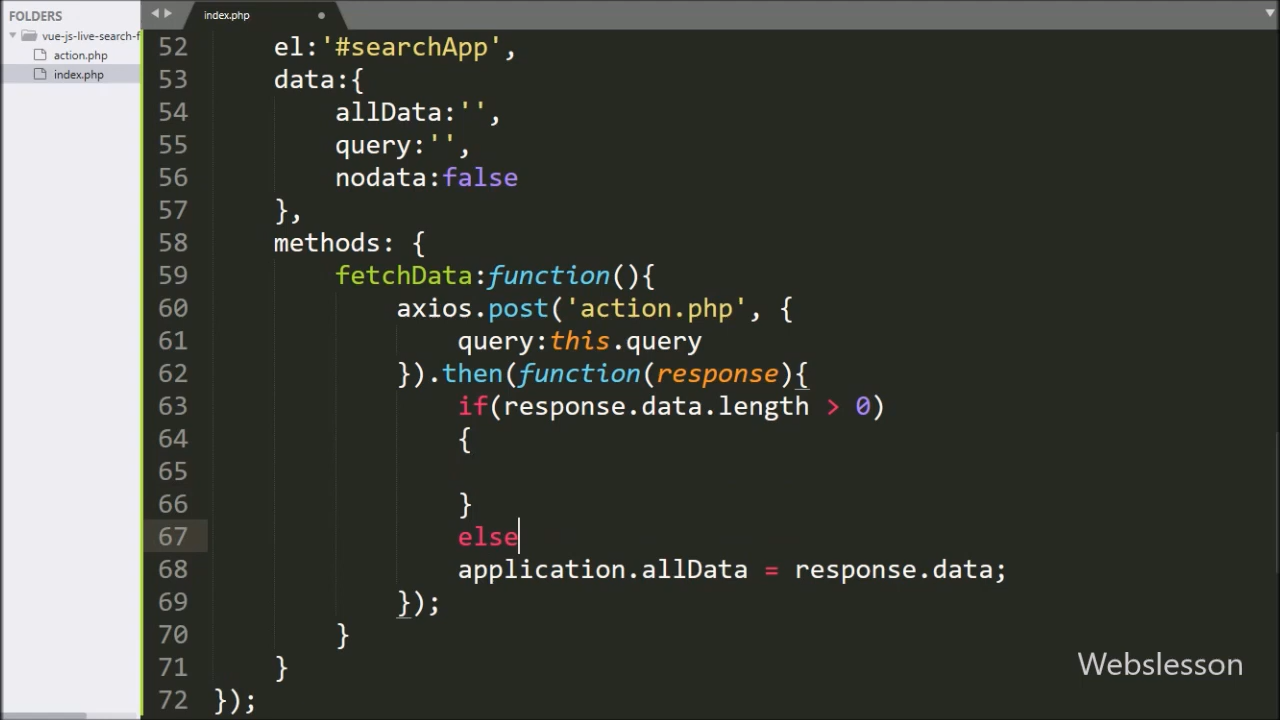 FOLDERS
vue-js-live-search-f
action.php
index.php
index.php
52 el:'#searchApp',
53 data:{
54 allData:'',
55 query:'',
56 nodata:false
57 },
58 methods: {
59 fetchData:function(){
60 axios.post('action.php', {
61 query:this.query
62 }).then(function(response){
63 if(response.data.length > 0)
64 {
65
66 }
67 else
68 application.allData = response.data;
69 });
70 }
71 }
72 });
Webslesson